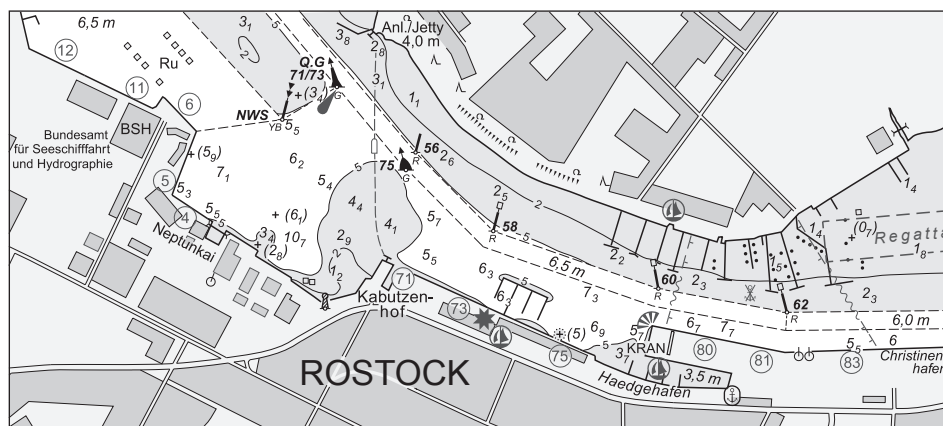 6,5 m
12
Ru
11
6
BSH
Bundesamt
für Seeschifffahrt
und Hydrographie
5
4
Neptunkai
NWS
YB
Q.G
71/73
G
(3₄)
3₁
5₅
6₂
(5₉)
7₁
5₃
5₅
5₄
(6₁)
10₇
3₄
(2₈)
2₉
1₂
4₄
4₁
Anl./Jetty
4,0 m
3₈
2₈
3₁
1₁
56
R
2₆
75
G
5₇
5₅
58
R
2₅
6,5 m
2
2₂
60
R
2₃
62
R
1₄
1₄
(0₇)
Regatta
1₈
2₃
6,0 m
6₃
6₃
7₃
6₉
5₇
6₇
7₇
(5)
3₇
5₅
6
71
Kabutzen-
hof
73
75
KRAN
80
81
83
Christinen-
hafen
Haedgehafen
3,5 m
ROSTOCK